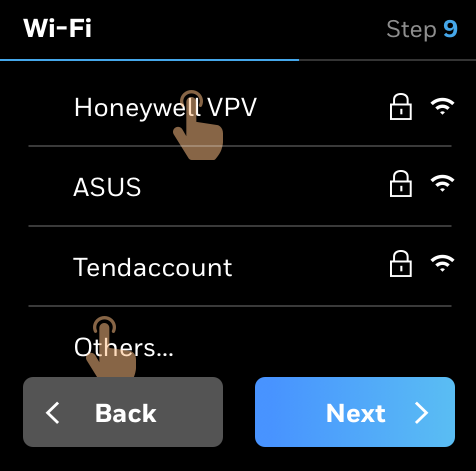 Wi-Fi Step 9
Honeywell VPV
ASUS
Tendaccount
Others...
Back Next